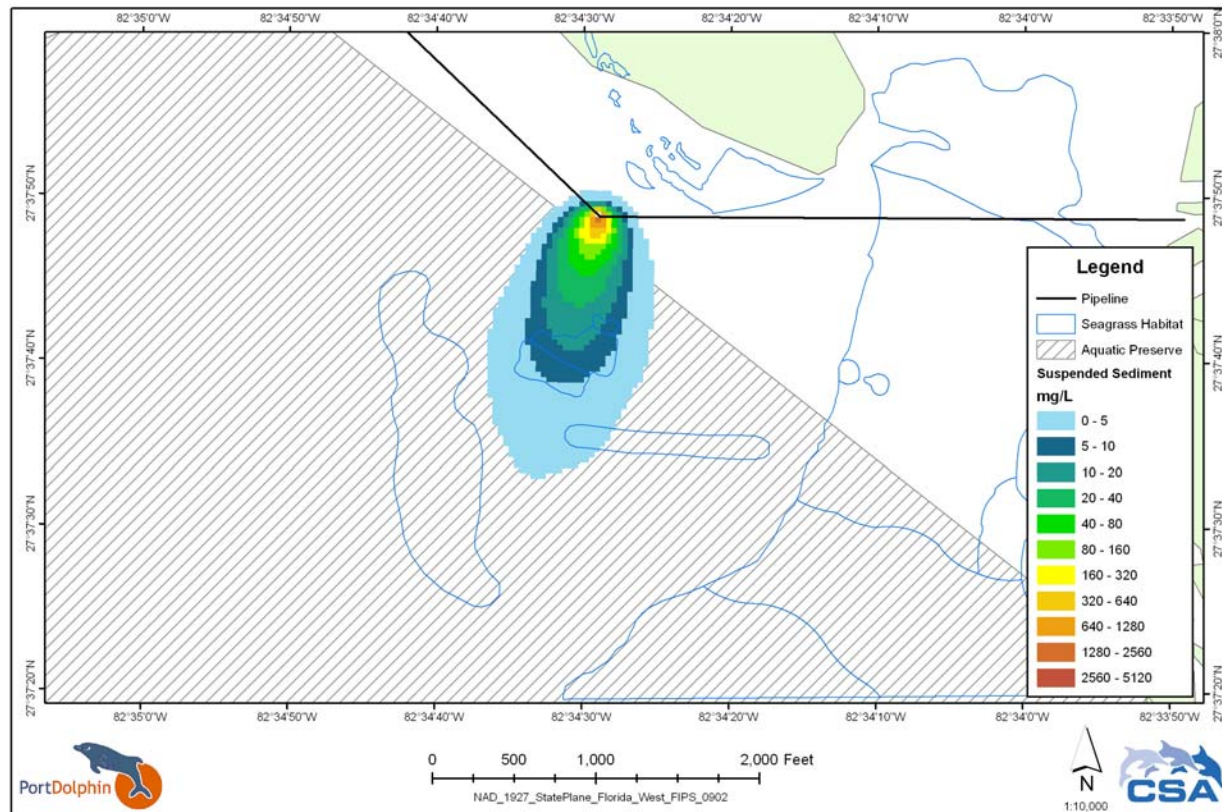 82°35'0"W 82°34'50"W 82°34'40"W 82°34'30"W 82°34'20"W 82°34'10"W 82°34'0"W 82°33'50"W
27°38'0"N
27°37'50"N 27°37'50"N
27°37'40"N 27°37'40"N
27°37'30"N 27°37'30"N
27°37'20"N 27°37'20"N
Legend
Pipeline
Seagrass Habitat
Aquatic Preserve
Suspended Sediment
mg/L
0 - 5
5 - 10
10 - 20
20 - 40
40 - 80
80 - 160
160 - 320
320 - 640
640 - 1280
1280 - 2560
2560 - 5120
82°35'0"W 82°34'50"W 82°34'40"W 82°34'30"W 82°34'20"W 82°34'10"W 82°34'0"W 82°33'50"W
PortDolphin
0 500 1,000 2,000 Feet
NAD_1927_StatePlane_Florida_West_FIPS_0902
N
1:10,000
CSA